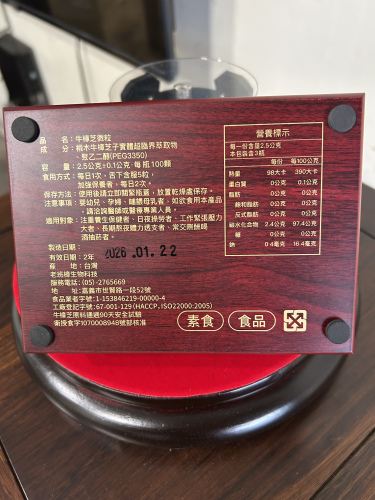 品　　名：牛樟芝微粒
成　　分：椴木牛樟芝子實體超臨界萃取物
、聚乙二醇(PEG3350)
容　　量：2.5公克±0.1公克 每 瓶 100顆
食用方式：每日1次，舌下含服5粒，
加強保養者，每日2次。
保存方法：使用後請立即關緊瓶蓋，放置乾燥處保存。
注意事項：嬰幼兒、孕婦、哺餵母乳者，如欲食用本產品，
請洽詢醫師或醫療專業人員。
適用對象：注重養生保健者、日夜操勞者、工作緊張壓力
大者、長期熬夜體力透支者、常交際應酬
酒抽菸者。
製造日期：2026 .01. 22
有效日期：2年
產　　地：台灣
老班樟生物科技
服務電話：(05)-2765669
地　　址：嘉義市世賢路一段52號
食品業者字號：1-153846219-00000-4
工廠登記字號：67-001(HACCP、ISO22000:2005)
牛樟芝原料通過90天安全試驗
衛授食字1070008948號部核准
營養標示
每一份含量2.5公克
本包裝含3瓶
每份 每100公克
熱量 98大卡 390大卡
蛋白質 0公克 0.1公克
脂肪 0公克 0公克
飽和脂肪 0公克 0公克
反式脂肪 0公克 0公克
碳水化合物 2.4公克 97.4公克
糖 0公克 0公克
鈉 0.4毫克 16.4毫克
素食 食品